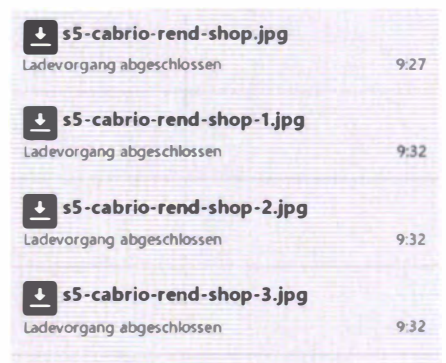 s5-cabrio-rend-shop.jpg
Ladevorgang abgeschlossen 9:27
s5-cabrio-rend-shop-1.jpg
Ladevorgang abgeschlossen 9:32
s5-cabrio-rend-shop-2.jpg
Ladevorgang abgeschlossen 9:32
s5-cabrio-rend-shop-3.jpg
Ladevorgang abgeschlossen 9:32